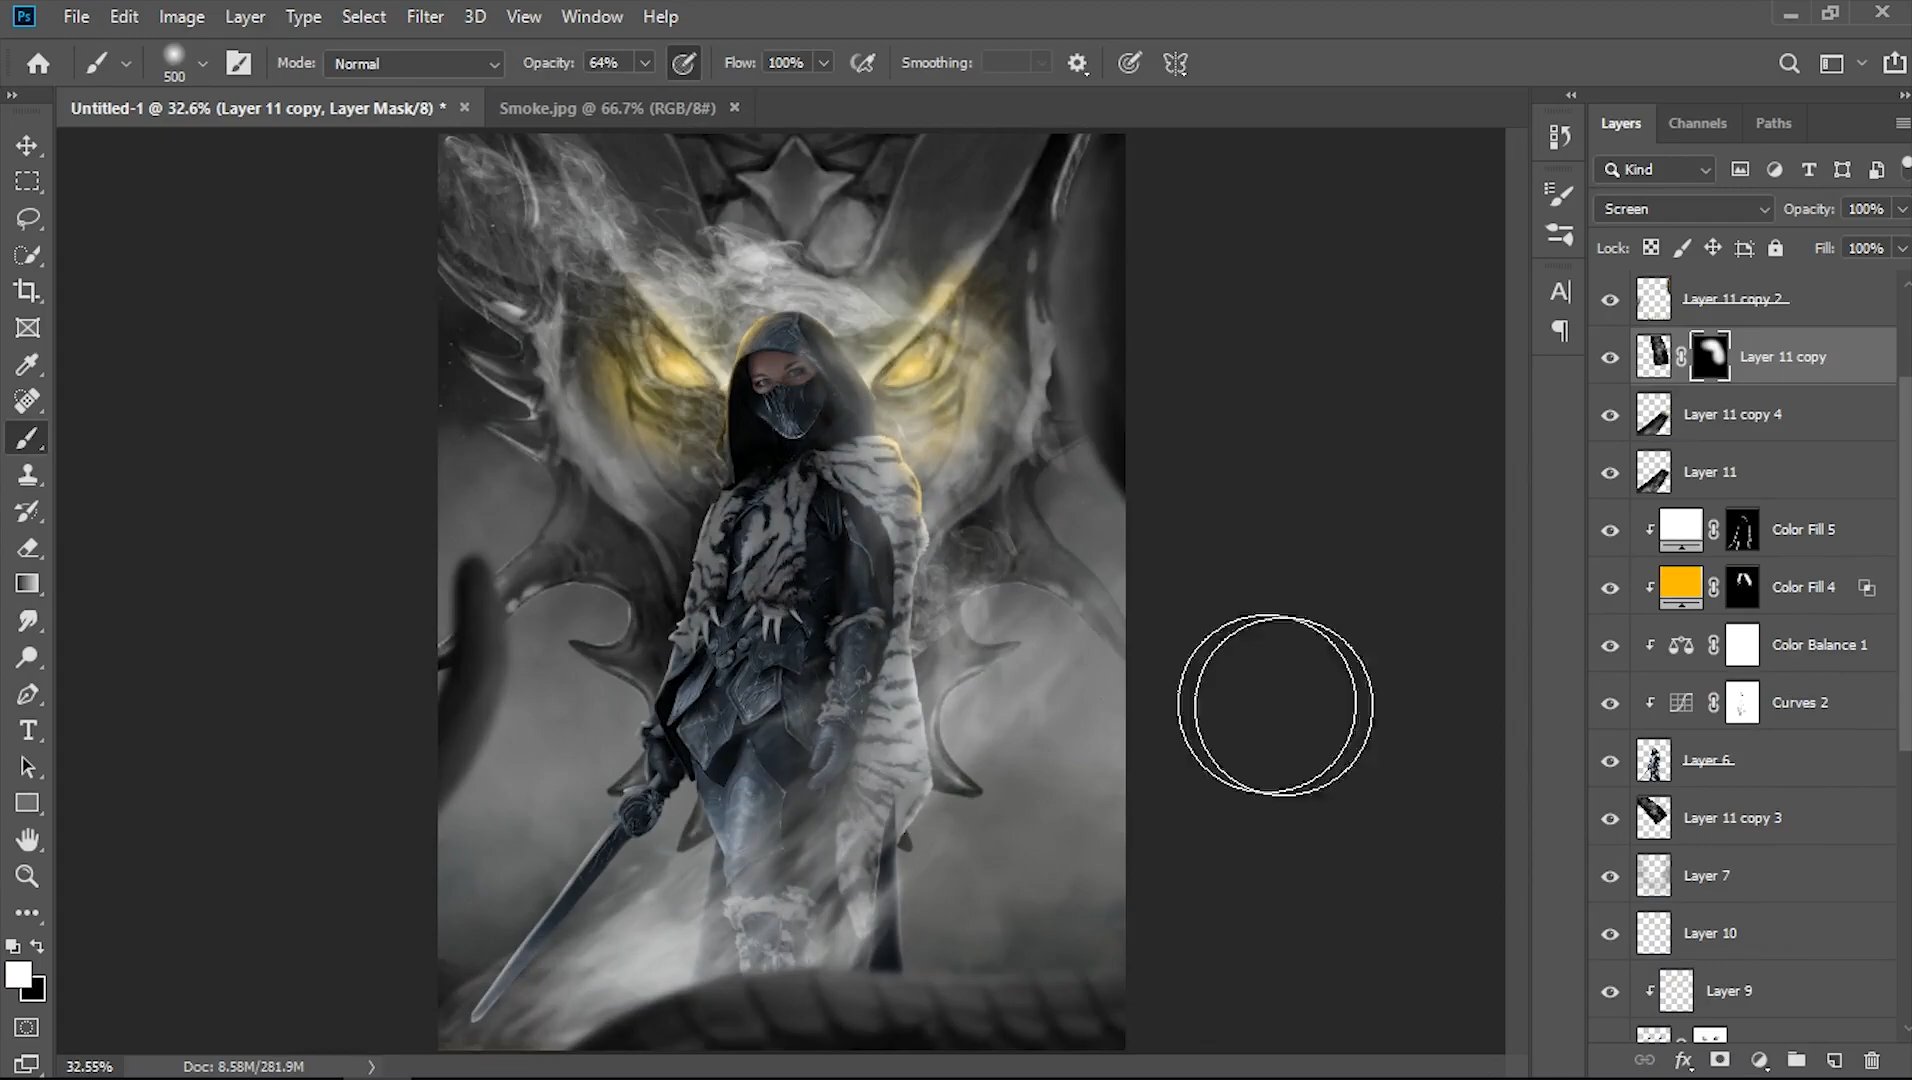 Ps File Edit Image Layer Type Select Filter 3D View Window Help
500 Mode: Normal Opacity: 64% Flow: 100% Smoothing:
Untitled-1 @ 32.6% (Layer 11 copy, Layer Mask/8) * × Smoke.jpg @ 66.7% (RGB/8#) ×
Layers Channels Paths
Kind
Screen Opacity: 100%
Lock: Fill: 100%
Layer 11 copy 2
Layer 11 copy
Layer 11 copy 4
Layer 11
Color Fill 5
Color Fill 4
Color Balance 1
Curves 2
Layer 6
Layer 11 copy 3
Layer 7
Layer 10
Layer 9
32.55% Doc: 8.58M/281.9M